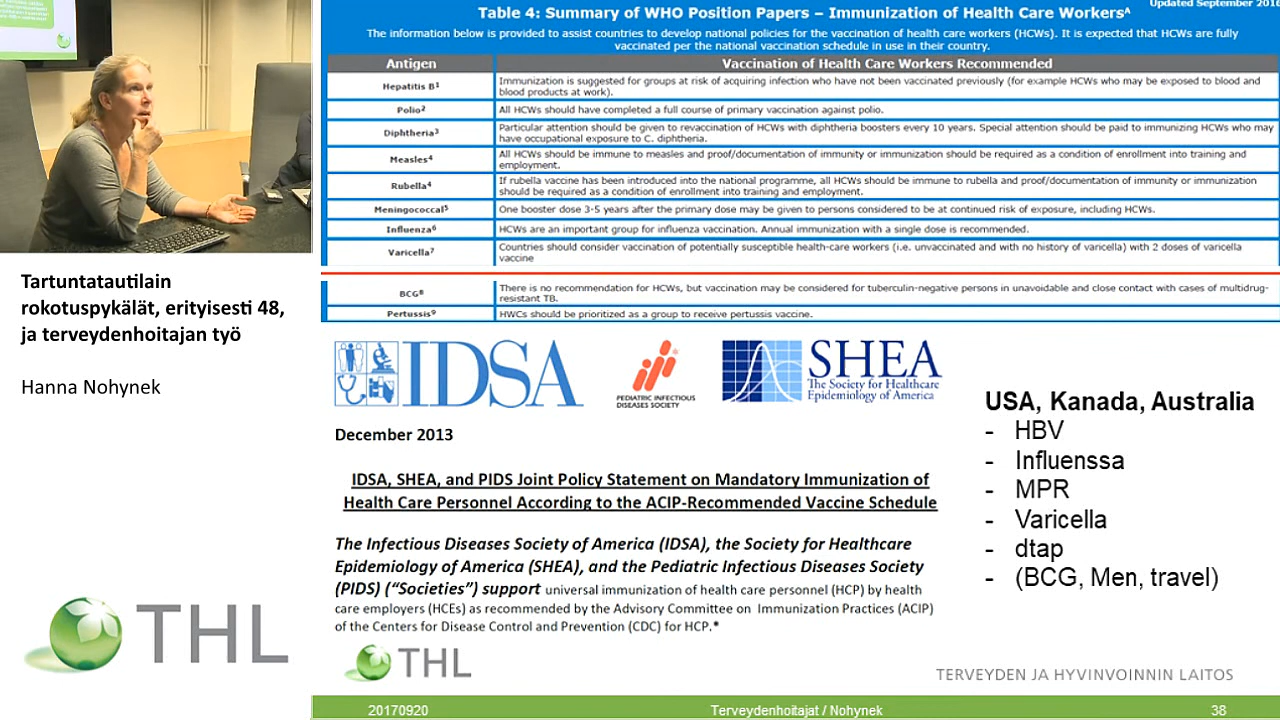 Updated September 2016
Table 4: Summary of WHO Position Papers – Immunization of Health Care Workers^
The information below is provided to assist countries to develop national policies for the vaccination of health care workers (HCWs). It is expected that HCWs are fully
vaccinated per the national vaccination schedule in use in their country.
Antigen Vaccination of Health Care Workers Recommended
Hepatitis B¹ Immunization is suggested for groups at risk of acquiring infection who have not been vaccinated previously (for example HCWs who may be exposed to blood and
blood products at work).
Polio² All HCWs should have completed a full course of primary vaccination against polio.
Diphtheria³ Particular attention should be given to revaccination of HCWs with diphtheria boosters every 10 years. Special attention should be paid to immunizing HCWs who may
have occupational exposure to C. diphtheria.
Measles⁴ All HCWs should be immune to measles and proof/documentation of immunity or immunization should be required as a condition of enrollment into training and
employment.
Rubella⁴ If rubella vaccine has been introduced into the national programme, all HCWs should be immune to rubella and proof/documentation of immunity or immunization
should be required as a condition of enrollment into training and employment.
Meningococcal⁵ One booster dose 3-5 years after the primary dose may be given to persons considered to be at continued risk of exposure, including HCWs.
Influenza⁶ HCWs are an important group for influenza vaccination. Annual immunization with a single dose is recommended.
Varicella⁷ Countries should consider vaccination of potentially susceptible health-care workers (i.e. unvaccinated and with no history of varicella) with 2 doses of varicella
vaccine
BCG⁸ There is no recommendation for HCWs, but vaccination may be considered for tuberculin-negative persons in unavoidable and close contact with cases of multidrug-
resistant TB.
Pertussis⁹ HWCs should be prioritized as a group to receive pertussis vaccine.
Tartuntatautilain
rokotuspykälät, erityisesti 48,
ja terveydenhoitajan työ
Hanna Nohynek
THL
IDSA
PEDIATRIC INFECTIOUS
DISEASES SOCIETY
SHEA
The Society for Healthcare
Epidemiology of America
December 2013
IDSA, SHEA, and PIDS Joint Policy Statement on Mandatory Immunization of
Health Care Personnel According to the ACIP-Recommended Vaccine Schedule
The Infectious Diseases Society of America (IDSA), the Society for Healthcare
Epidemiology of America (SHEA), and the Pediatric Infectious Diseases Society
(PIDS) (“Societies”) support universal immunization of health care personnel (HCP) by health
care employers (HCEs) as recommended by the Advisory Committee on Immunization Practices (ACIP)
of the Centers for Disease Control and Prevention (CDC) for HCP.*
USA, Kanada, Australia
- HBV
- Influenssa
- MPR
- Varicella
- dtap
- (BCG, Men, travel)
THL
TERVEYDEN JA HYVINVOINNIN LAITOS
20170920 Terveydenhoitajat / Nohynek 38